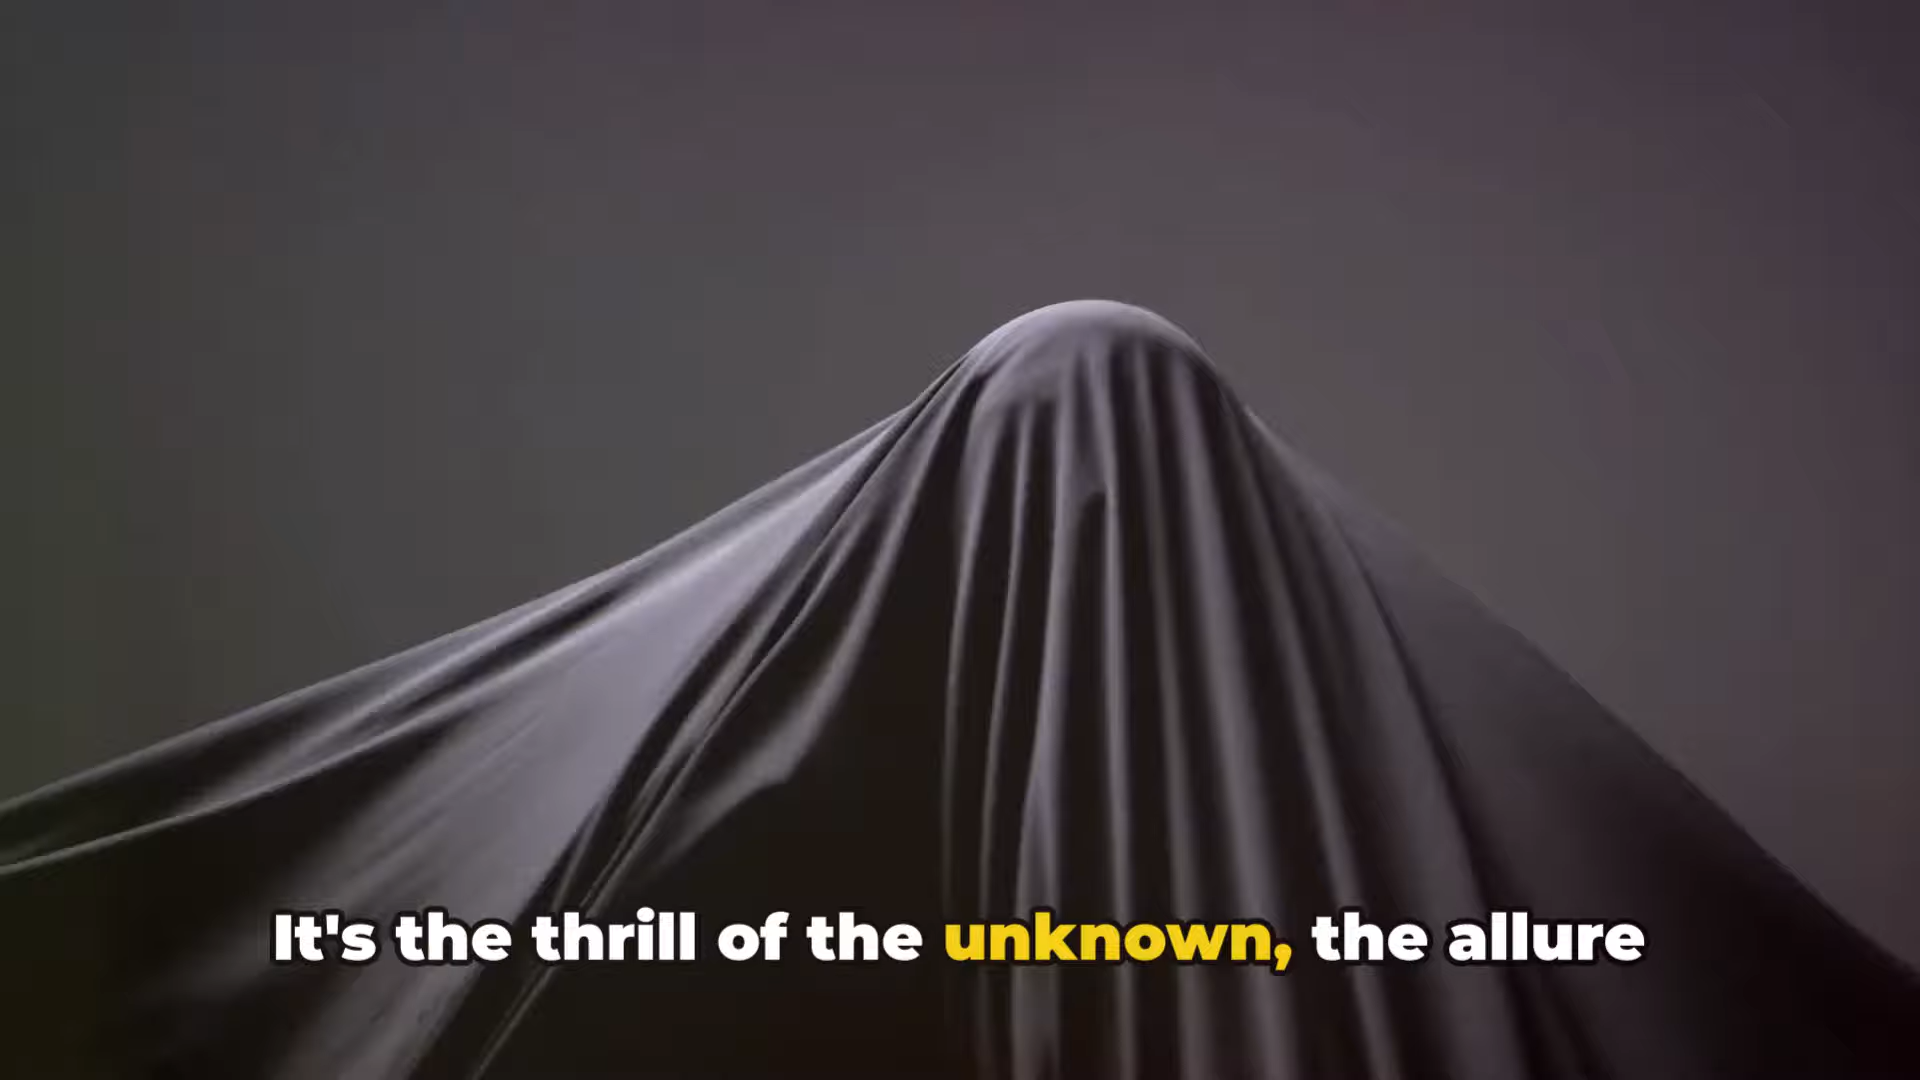 It's the thrill of the unknown, the allure